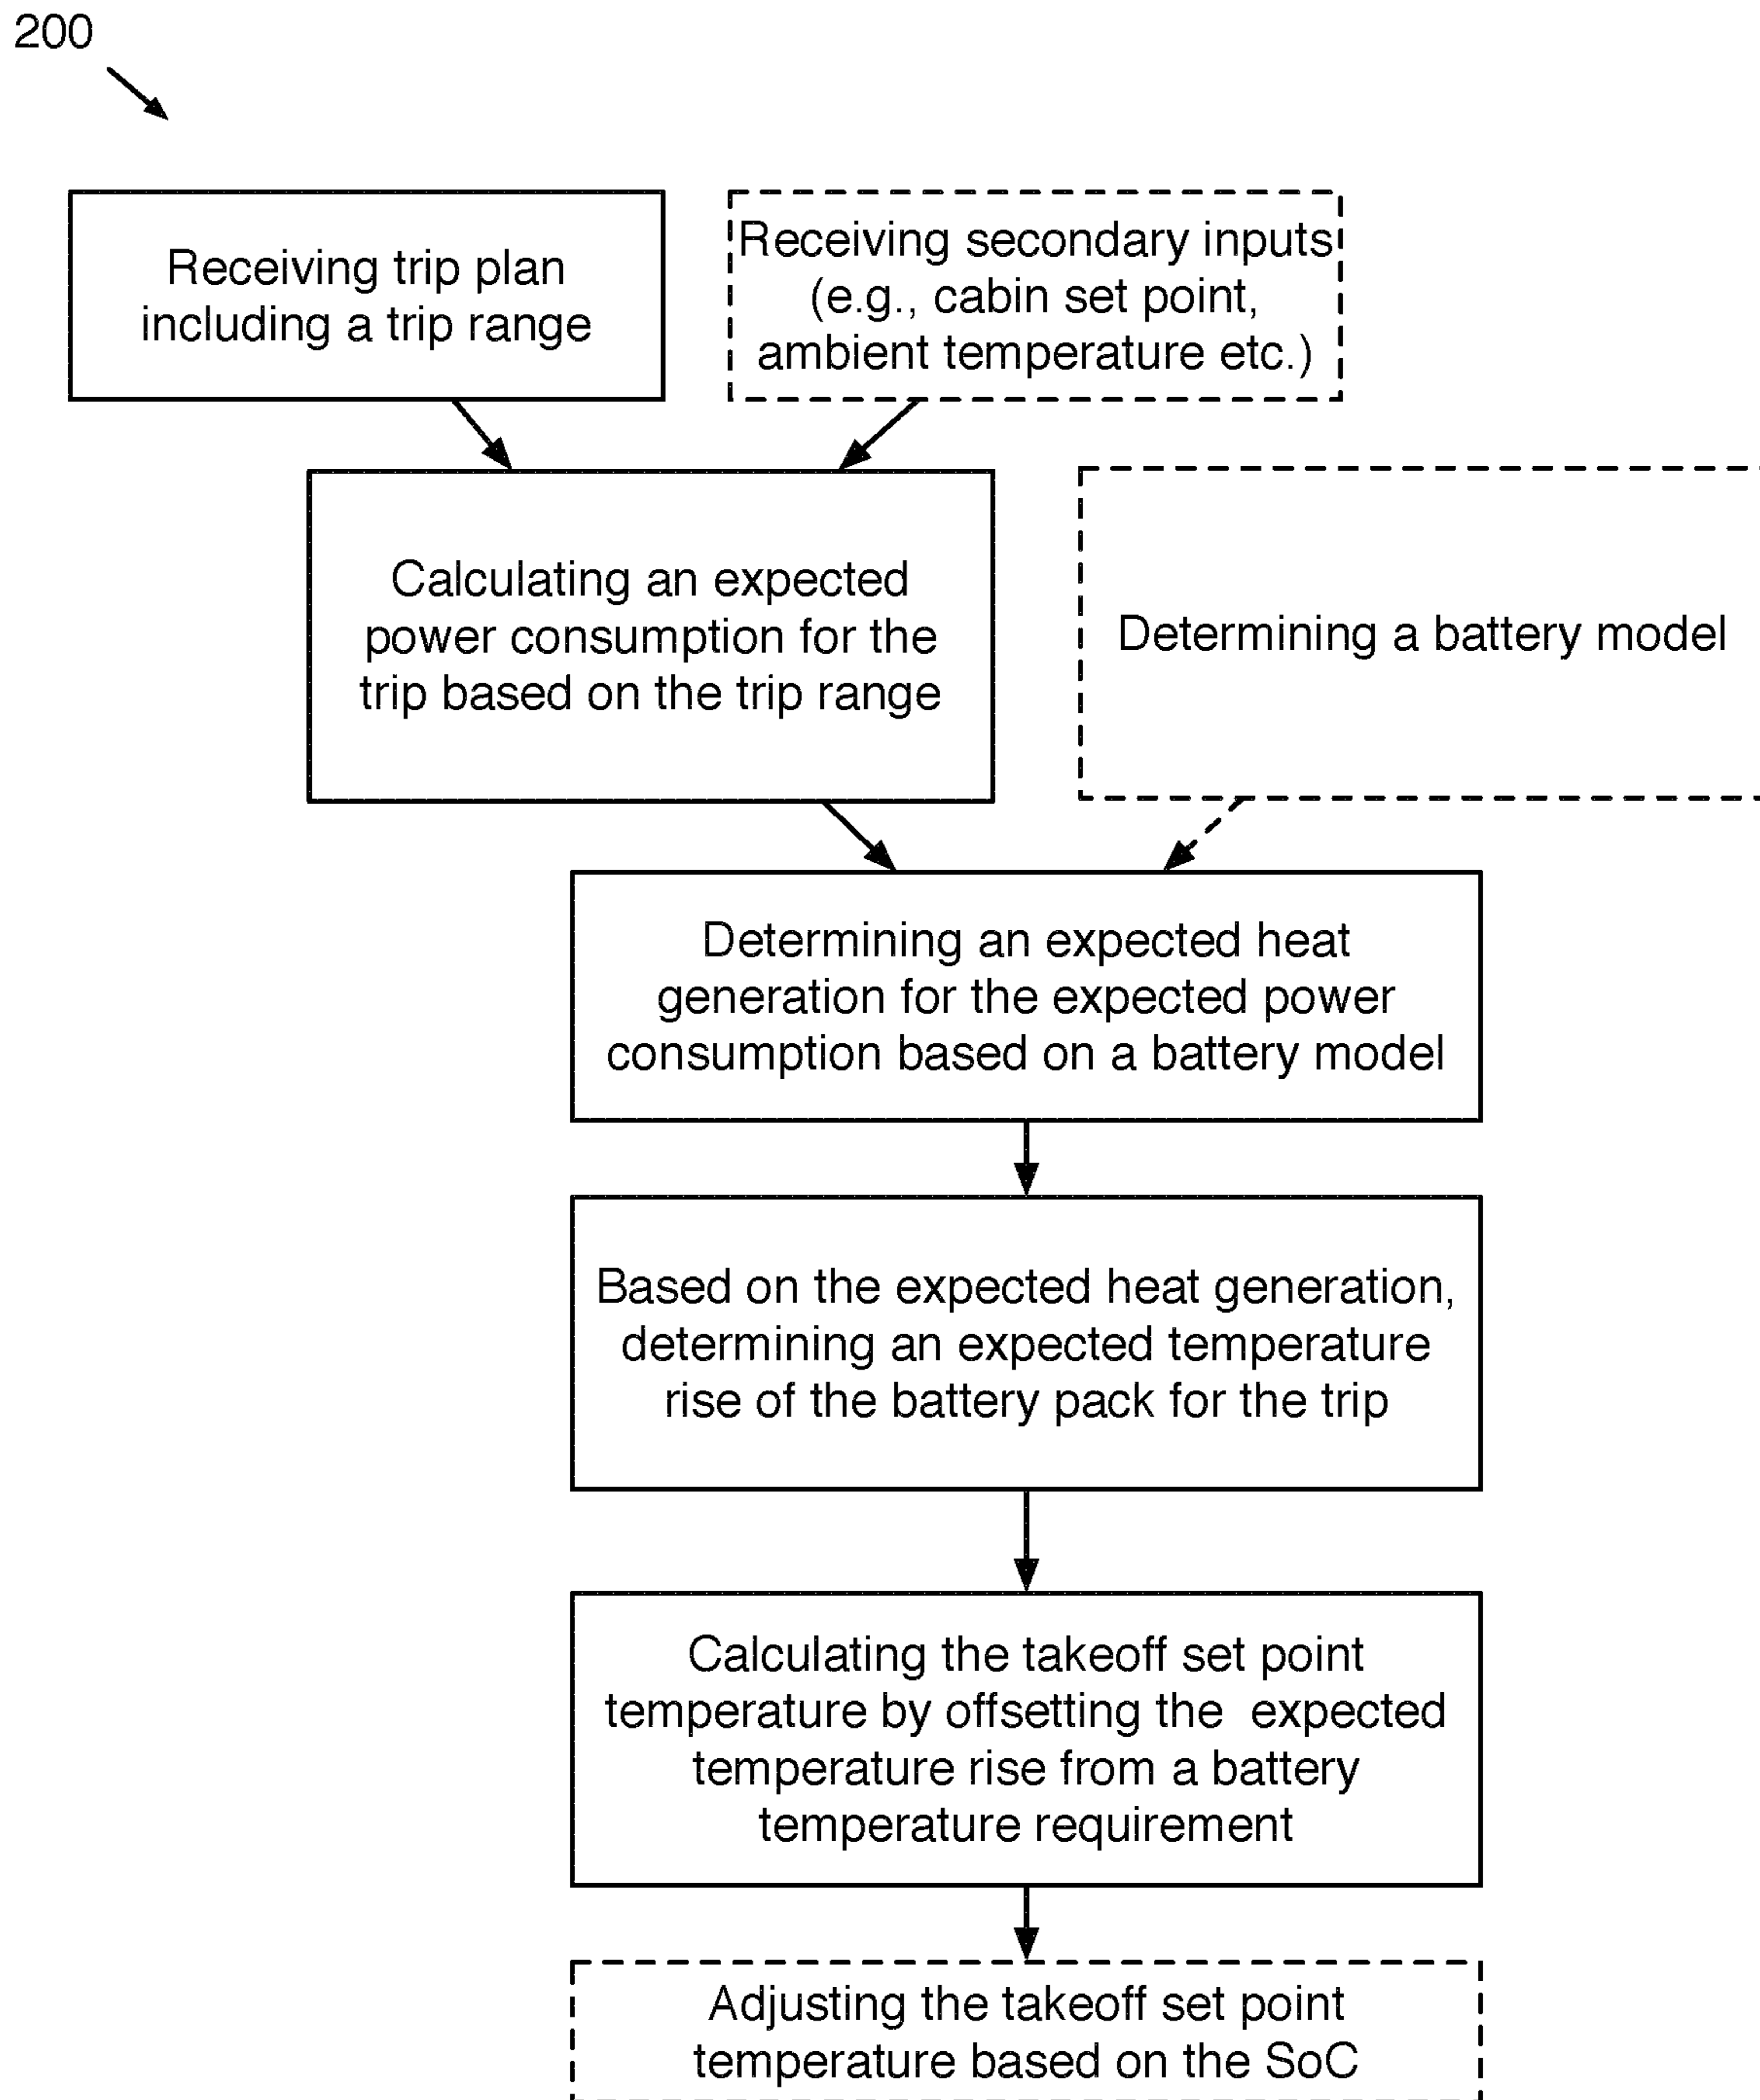 200
Receiving trip plan
including a trip range
Receiving secondary inputs
(e.g., cabin set point,
ambient temperature etc.)
Calculating an expected
power consumption for the
trip based on the trip range
Determining a battery model
Determining an expected heat
generation for the expected power
consumption based on a battery model
Based on the expected heat generation,
determining an expected temperature
rise of the battery pack for the trip
Calculating the takeoff set point
temperature by offsetting the expected
temperature rise from a battery
temperature requirement
Adjusting the takeoff set point
temperature based on the SoC